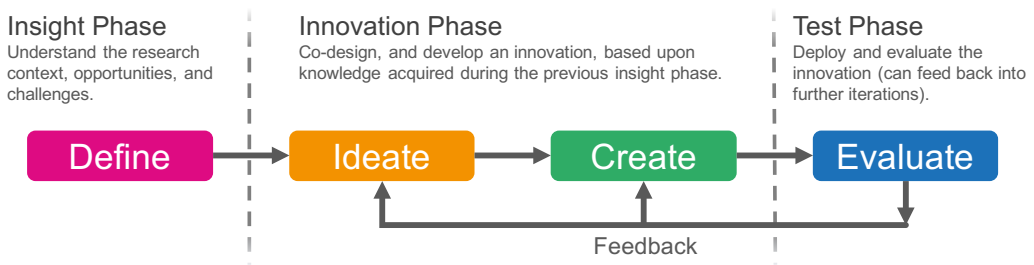 Insight Phase
Understand the research
context, opportunities, and
challenges.
Innovation Phase
Co-design, and develop an innovation, based upon
knowledge acquired during the previous insight phase.
Test Phase
Deploy and evaluate the
innovation (can feed back into
further iterations).
Define
Ideate
Create
Evaluate
Feedback